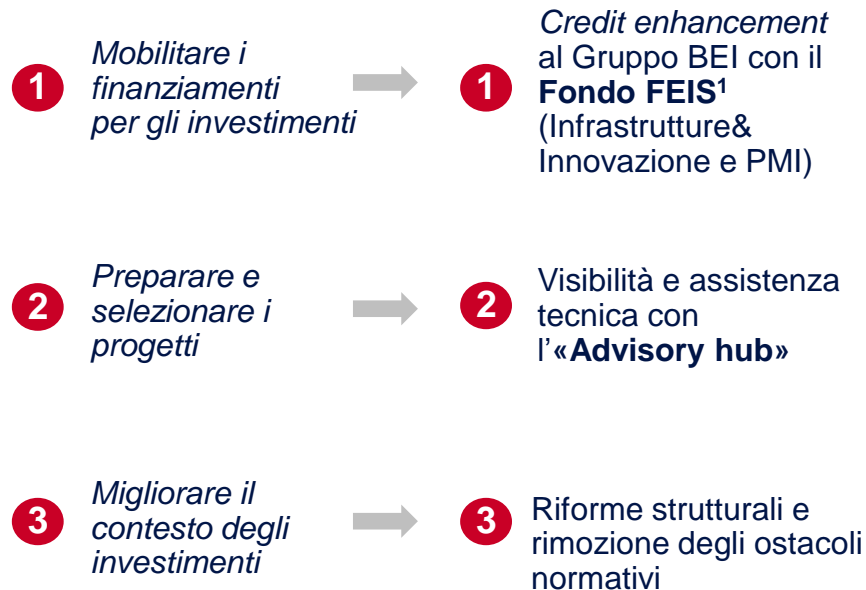 1
Mobilitare i
finanziamenti
per gli investimenti
1
Credit enhancement
al Gruppo BEI con il
Fondo FEIS¹
(Infrastrutture&
Innovazione e PMI)
2
Preparare e
selezionare i
progetti
2
Visibilità e assistenza
tecnica con
l'«Advisory hub»
3
Migliorare il
contesto degli
investimenti
3
Riforme strutturali e
rimozione degli ostacoli
normativi